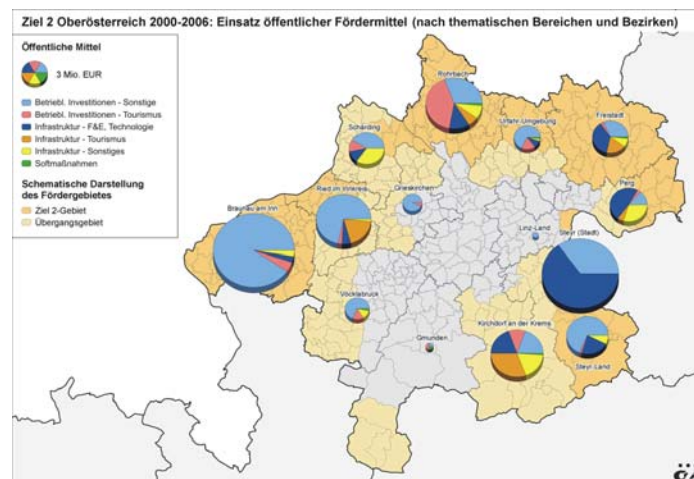 Ziel 2 Oberösterreich 2000-2006: Einsatz öffentlicher Fördermittel (nach thematischen Bereichen und Bezirken)
Öffentliche Mittel
3 Mio. EUR
Betriebl. Investitionen - Sonstige
Betriebl. Investitionen - Tourismus
Infrastruktur - F&E, Technologie
Infrastruktur - Tourismus
Infrastruktur - Sonstiges
Softmaßnahmen
Schematische Darstellung
des Fördergebietes
Ziel 2-Gebiet
Übergangsgebiet
Rohrbach
Freistadt
Urfahr-Umgebung
Schärding
Perg
Ried im Innkreis
Grieskirchen
Braunau am Inn
Linz-Land
Steyr (Stadt)
Vöcklabruck
Kirchdorf an der Krems
Gmunden
Steyr-Land